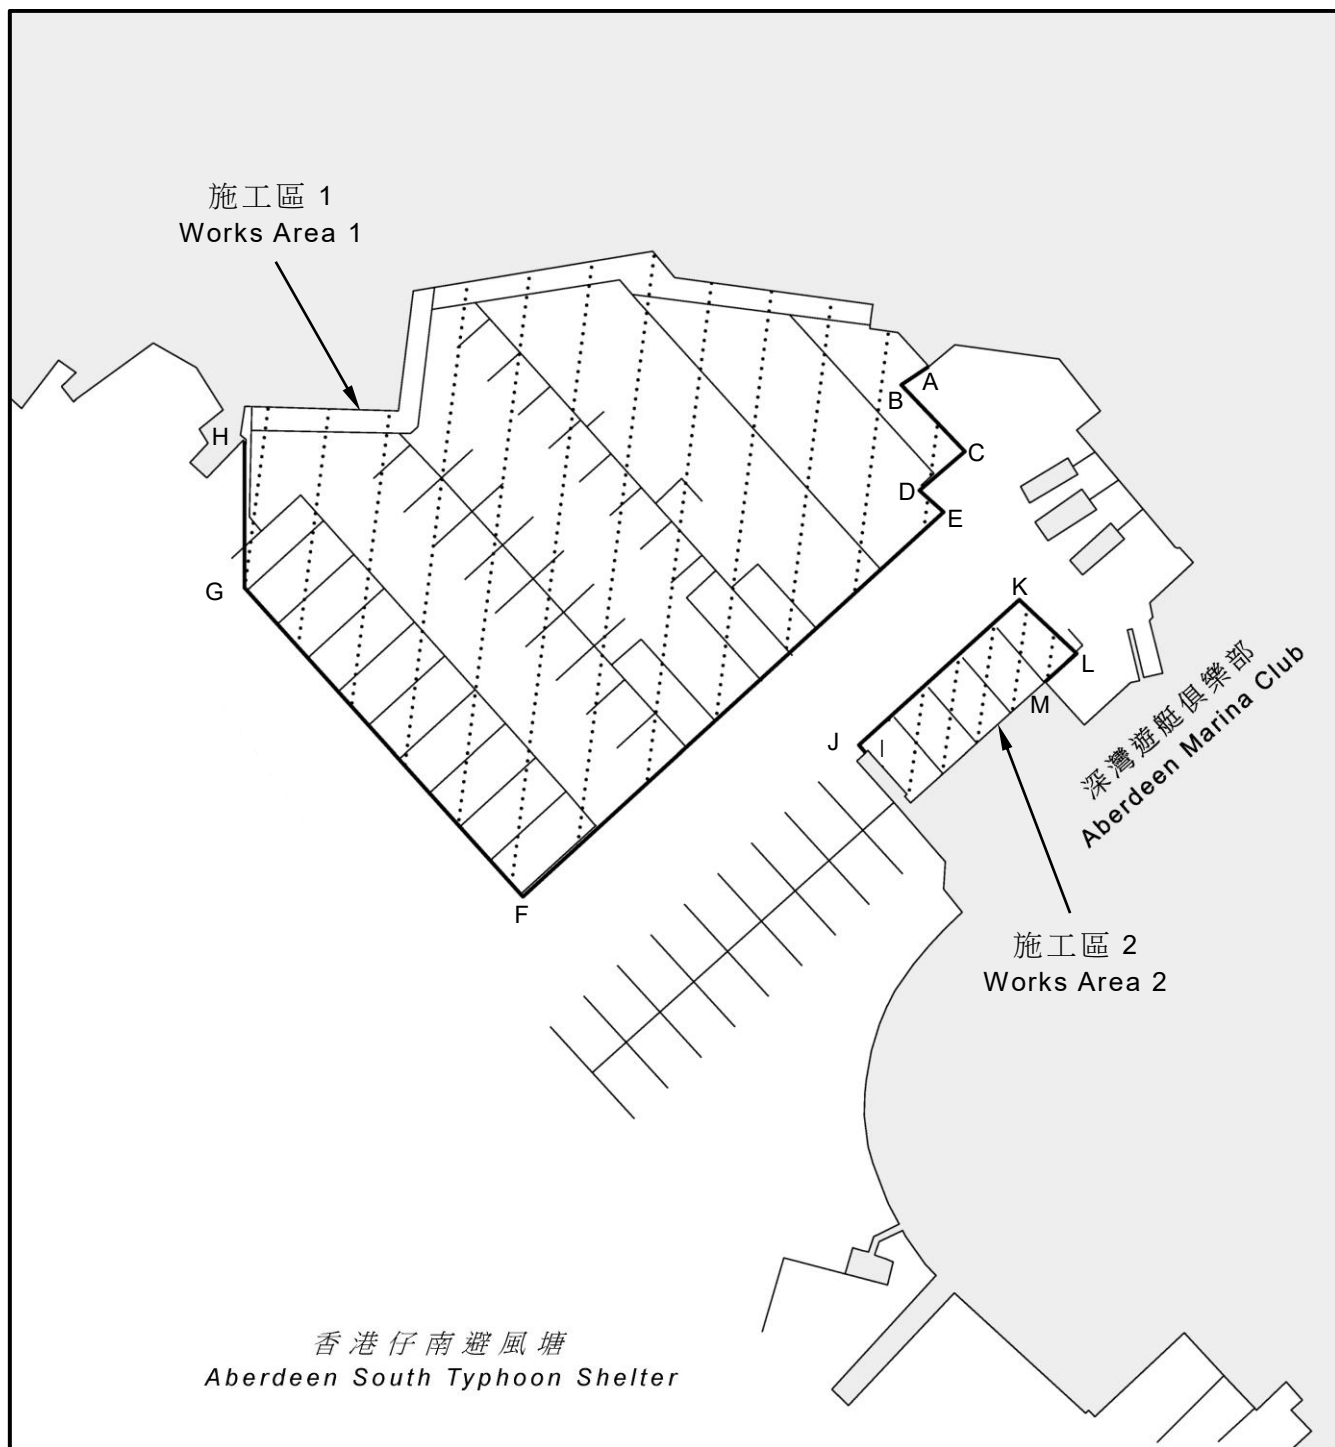 施工區 1
Works Area 1
A
B
H
C
D
E
G
K
L
M
J
I
深灣遊艇俱樂部
Aberdeen Marina Club
F
施工區 2
Works Area 2
香港仔南避風塘
Aberdeen South Typhoon Shelter